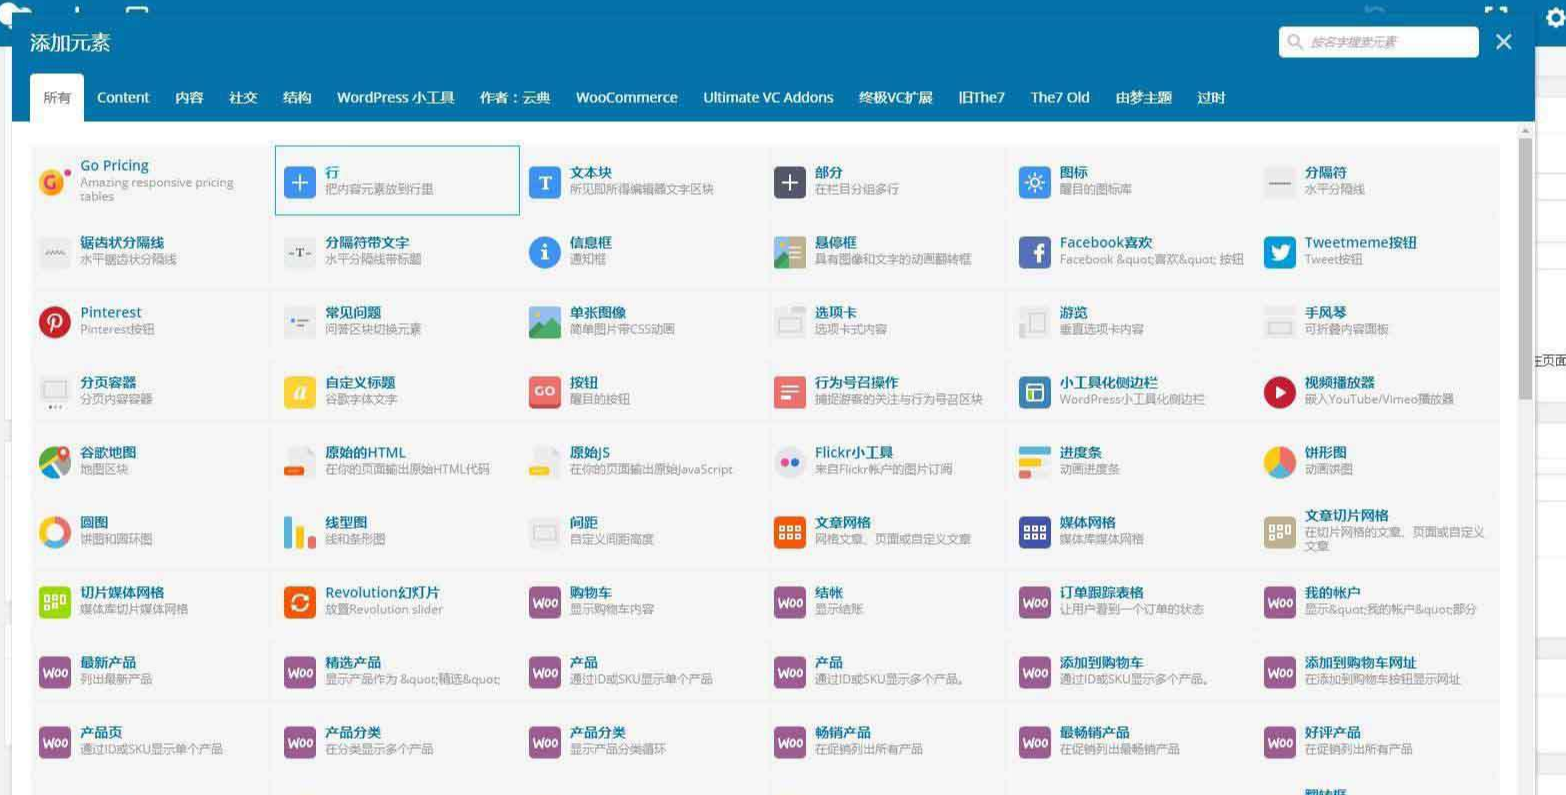 添加元素
按名字搜索元素
所有 Content 内容 社交 结构 WordPress 小工具 作者：云典 WooCommerce Ultimate VC Addons 终极VC扩展 旧The7 The7 Old 由梦主题 过时
Go Pricing
Amazing responsive pricing
tables
行
把内容元素放到行里
文本块
所见即所得编辑器文字区块
部分
在栏目分组多行
图标
醒目的图标库
分隔符
水平分隔线
锯齿状分隔线
水平锯齿状分隔线
分隔符带文字
水平分隔线带标题
信息框
通知框
悬停框
具有图像和文字的动画翻转框
Facebook喜欢
Facebook &quot;喜欢&quot; 按钮
Tweetmeme按钮
Tweet按钮
Pinterest
Pinterest按钮
常见问题
问答区块切换元素
单张图像
简单图片带CSS动画
选项卡
选项卡式内容
游览
垂直选项卡内容
手风琴
可折叠内容面板
分页容器
分页内容容器
自定义标题
谷歌字体文字
GO
按钮
醒目的按钮
行为号召操作
捕捉游客的关注与行为号召区块
小工具化侧边栏
WordPress小工具化侧边栏
视频播放器
嵌入YouTube/Vimeo播放器
在页面
谷歌地图
地图区块
原始的HTML
在你的页面输出原始HTML代码
原始JS
在你的页面输出原始JavaScript
Flickr小工具
来自Flickr帐户的图片订阅
进度条
动画进度条
饼形图
动画饼图
圆图
饼图和圆环图
线型图
线和条形图
间距
自定义间距高度
文章网格
网格文章、页面或自定义文章
媒体网格
媒体库媒体网格
文章切片网格
在切片网格的文章、页面或自定义
文章
切片媒体网格
媒体库切片媒体网格
Revolution幻灯片
放置Revolution slider
Woo
购物车
显示购物车内容
Woo
结帐
显示结账
Woo
订单跟踪表格
让用户看到一个订单的状态
Woo
我的帐户
显示&quot;我的帐户&quot;部分
Woo
最新产品
列出最新产品
Woo
精选产品
显示产品作为 &quot;精选&quot;
Woo
产品
通过ID或SKU显示单个产品
Woo
产品
通过ID或SKU显示多个产品。
Woo
添加到购物车
通过ID或SKU显示多个产品。
Woo
添加到购物车网址
在添加到购物车按钮显示网址
Woo
产品页
通过ID或SKU显示单个产品
Woo
产品分类
在分类显示多个产品
Woo
产品分类
显示产品分类循环
Woo
畅销产品
在促销列出所有产品
Woo
最畅销产品
在促销列出最畅销产品
Woo
好评产品
在促销列出所有产品